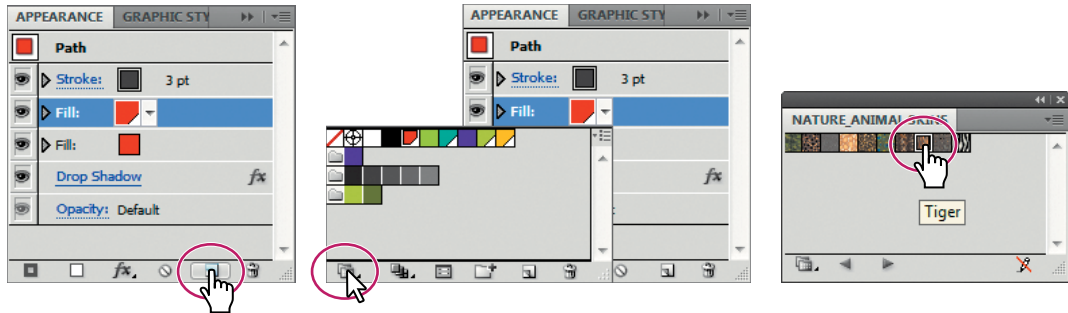 APPEARANCE GRAPHIC STY
Path
Stroke: 3 pt
Fill:
Fill:
Drop Shadow fx
Opacity: Default
fx
APPEARANCE GRAPHIC STY
Path
Stroke: 3 pt
Fill:
fx
NATURE_ANIMAL SKINS
Tiger